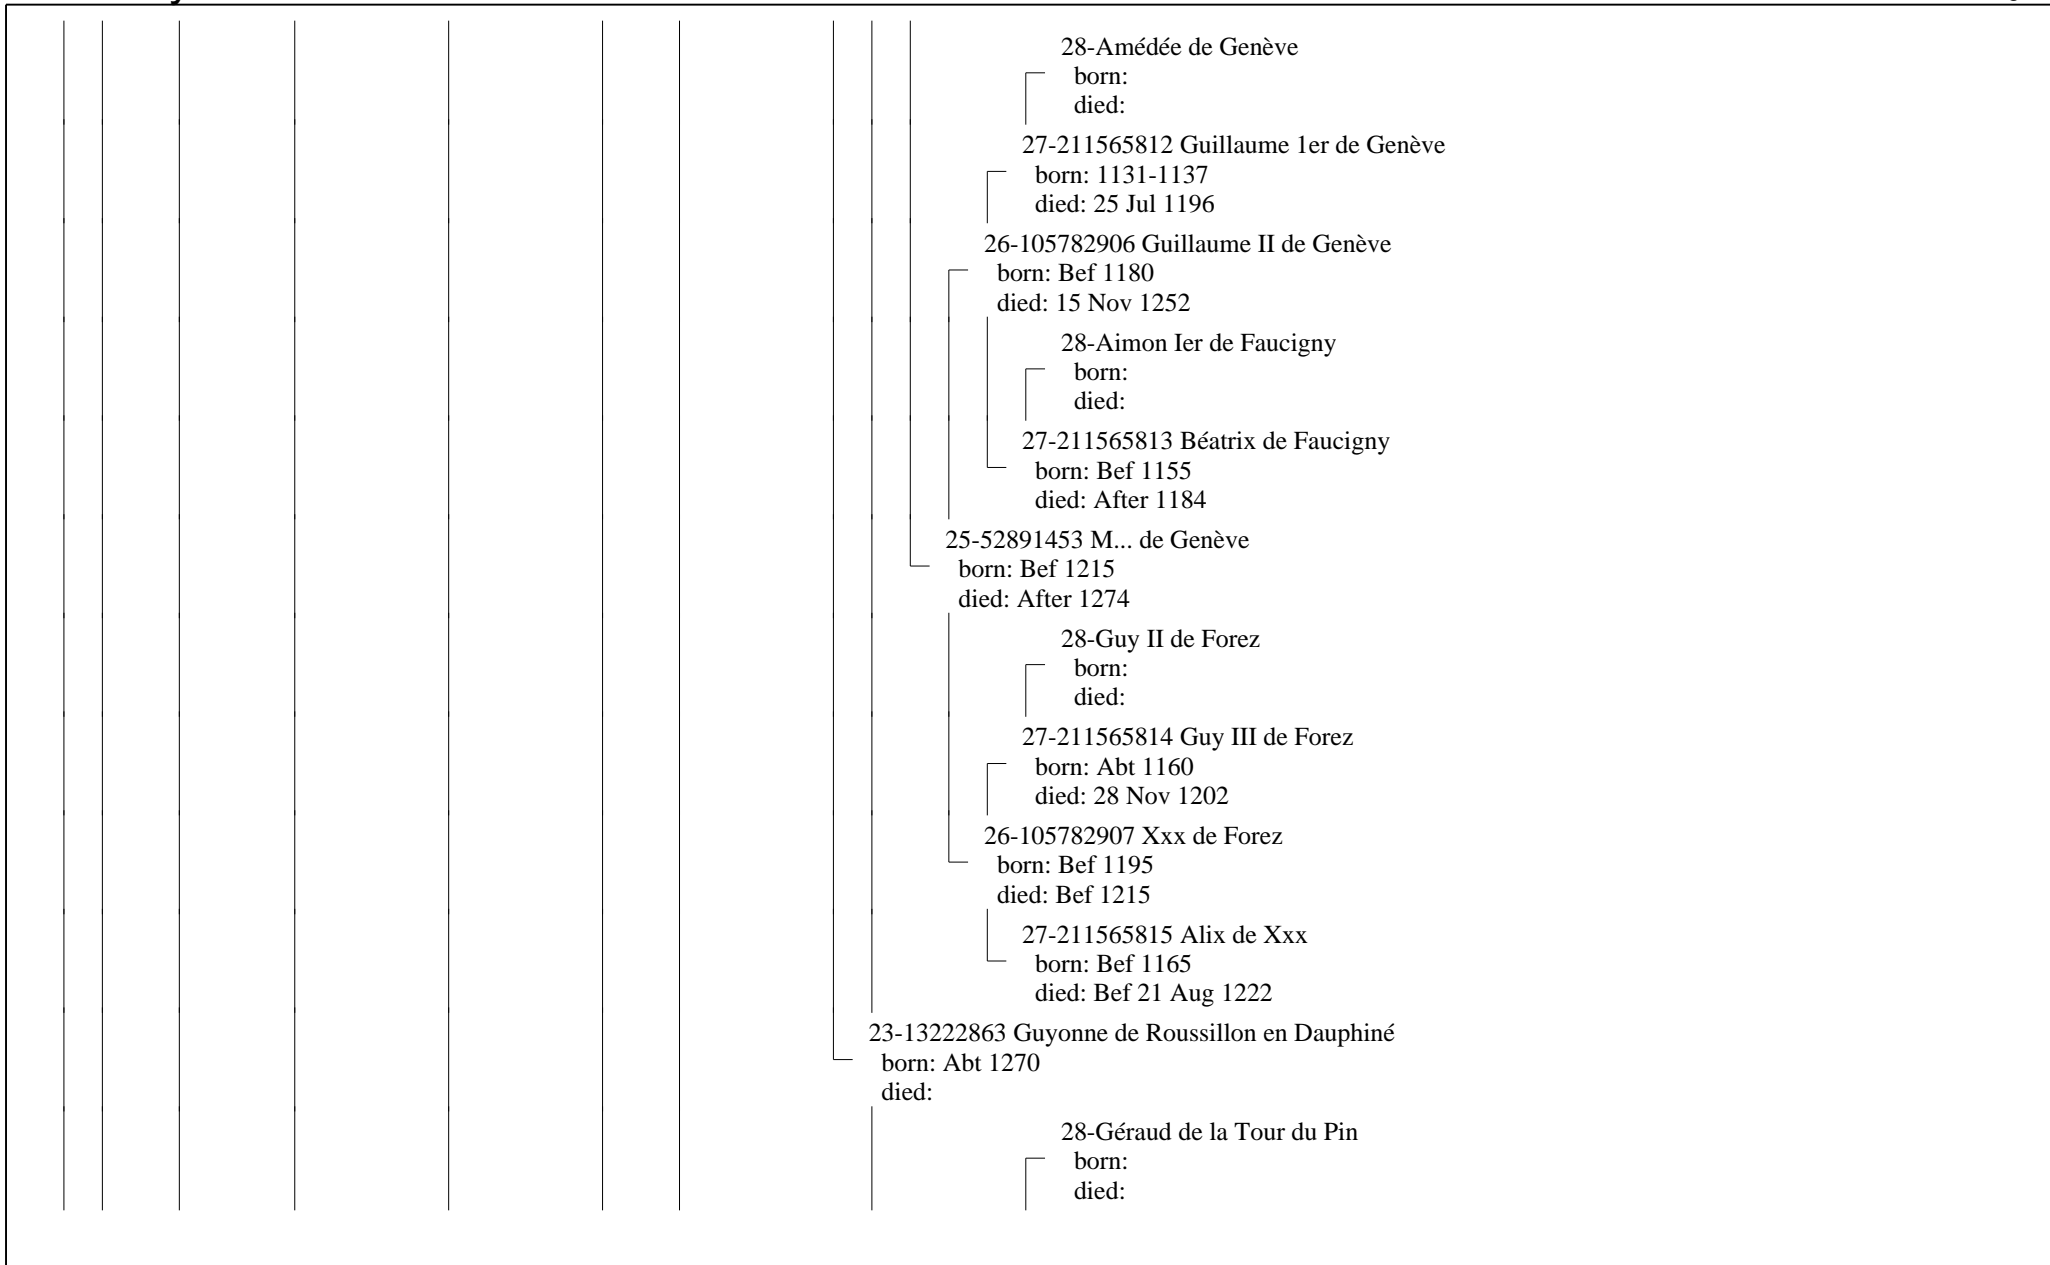 28-Amédée de Genève
born:
died:
27-211565812 Guillaume 1er de Genève
born: 1131-1137
died: 25 Jul 1196
26-105782906 Guillaume II de Genève
born: Bef 1180
died: 15 Nov 1252
28-Aimon Ier de Faucigny
born:
died:
27-211565813 Béatrix de Faucigny
born: Bef 1155
died: After 1184
25-52891453 M... de Genève
born: Bef 1215
died: After 1274
28-Guy II de Forez
born:
died:
27-211565814 Guy III de Forez
born: Abt 1160
died: 28 Nov 1202
26-105782907 Xxx de Forez
born: Bef 1195
died: Bef 1215
27-211565815 Alix de Xxx
born: Bef 1165
died: Bef 21 Aug 1222
23-13222863 Guyonne de Roussillon en Dauphiné
born: Abt 1270
died:
28-Géraud de la Tour du Pin
born:
died: